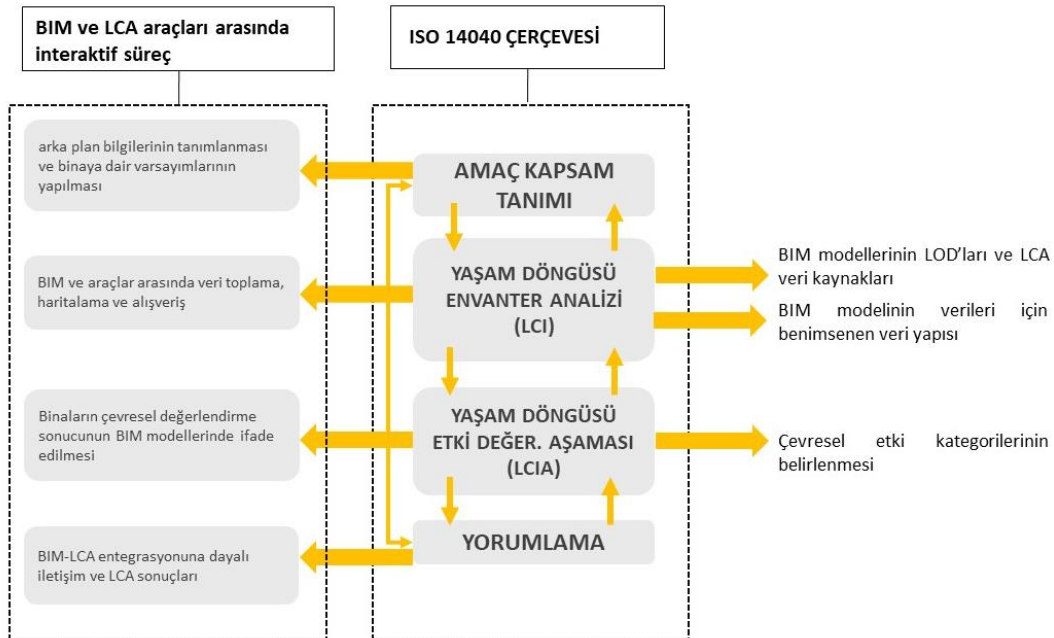 BIM ve LCA araçları arasında
interaktif süreç
ISO 14040 ÇERÇEVESİ
arka plan bilgilerinin tanımlanması
ve binaya dair varsayımlarının
yapılması
AMAÇ KAPSAM
TANIMI
BIM ve araçlar arasında veri toplama,
haritalama ve alışveriş
YAŞAM DÖNGÜSÜ
ENVANTER ANALİZİ
(LCI)
BIM modellerinin LOD'ları ve LCA
veri kaynakları
BIM modelinin verileri için
benimsenen veri yapısı
Binaların çevresel değerlendirme
sonucunun BIM modellerinde ifade
edilmesi
YAŞAM DÖNGÜSÜ
ETKİ DEĞER. AŞAMASI
(LCIA)
Çevresel etki kategorilerinin
belirlenmesi
BIM-LCA entegrasyonuna dayalı
iletişim ve LCA sonuçları
YORUMLAMA